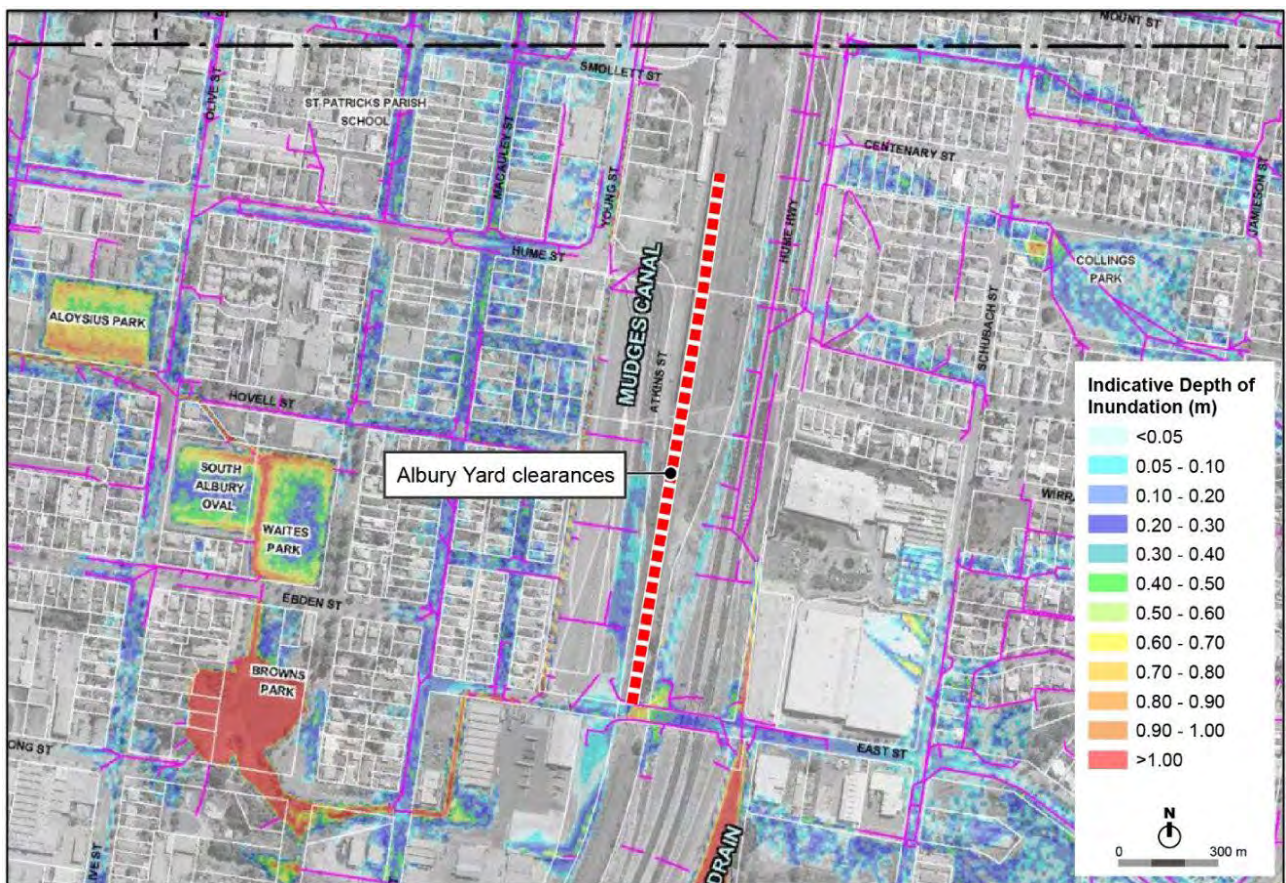 MOUNT ST
SMOLLETT ST
OLIVE ST
ST PATRICKS PARISH
SCHOOL
MACAULEY ST
YOUNG ST
CENTENARY ST
JAMIESON ST
HUME ST
HUME HWY
MUDGES CANAL
ATKINS ST
COLLINGS
PARK
SCHUBACH ST
ALOYSIUS PARK
HOVELL ST
Albury Yard clearances
SOUTH
ALBURY
OVAL
WAITES
PARK
WIRRA
EBDEN ST
BROWNS
PARK
ONG ST
EAST ST
LIVE ST
DRAIN
Indicative Depth of
Inundation (m)
<0.05
0.05 - 0.10
0.10 - 0.20
0.20 - 0.30
0.30 - 0.40
0.40 - 0.50
0.50 - 0.60
0.60 - 0.70
0.70 - 0.80
0.80 - 0.90
0.90 - 1.00
>1.00
N
0 300 m